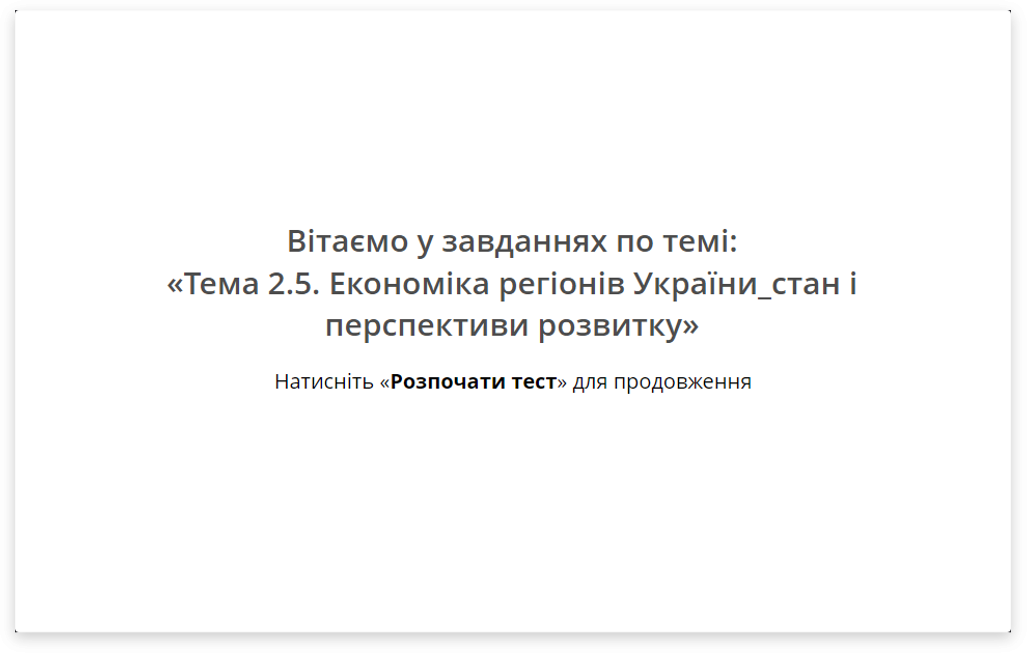 Вітаємо у завданнях по темі:
«Тема 2.5. Економіка регіонів України_стан і
перспективи розвитку»
Натисніть «Розпочати тест» для продовження